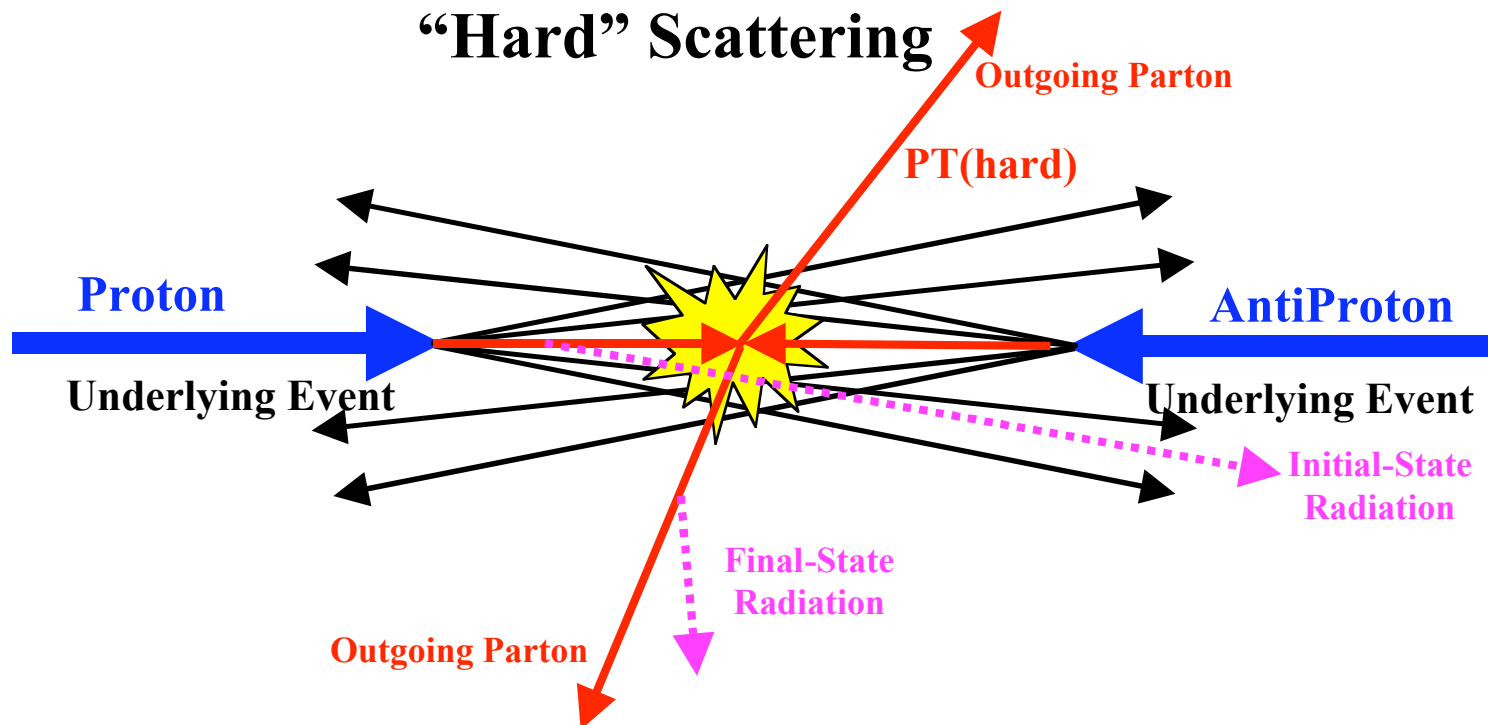 “Hard” Scattering
Outgoing Parton
PT(hard)
Proton
AntiProton
Underlying Event
Underlying Event
Initial-State
Radiation
Final-State
Radiation
Outgoing Parton